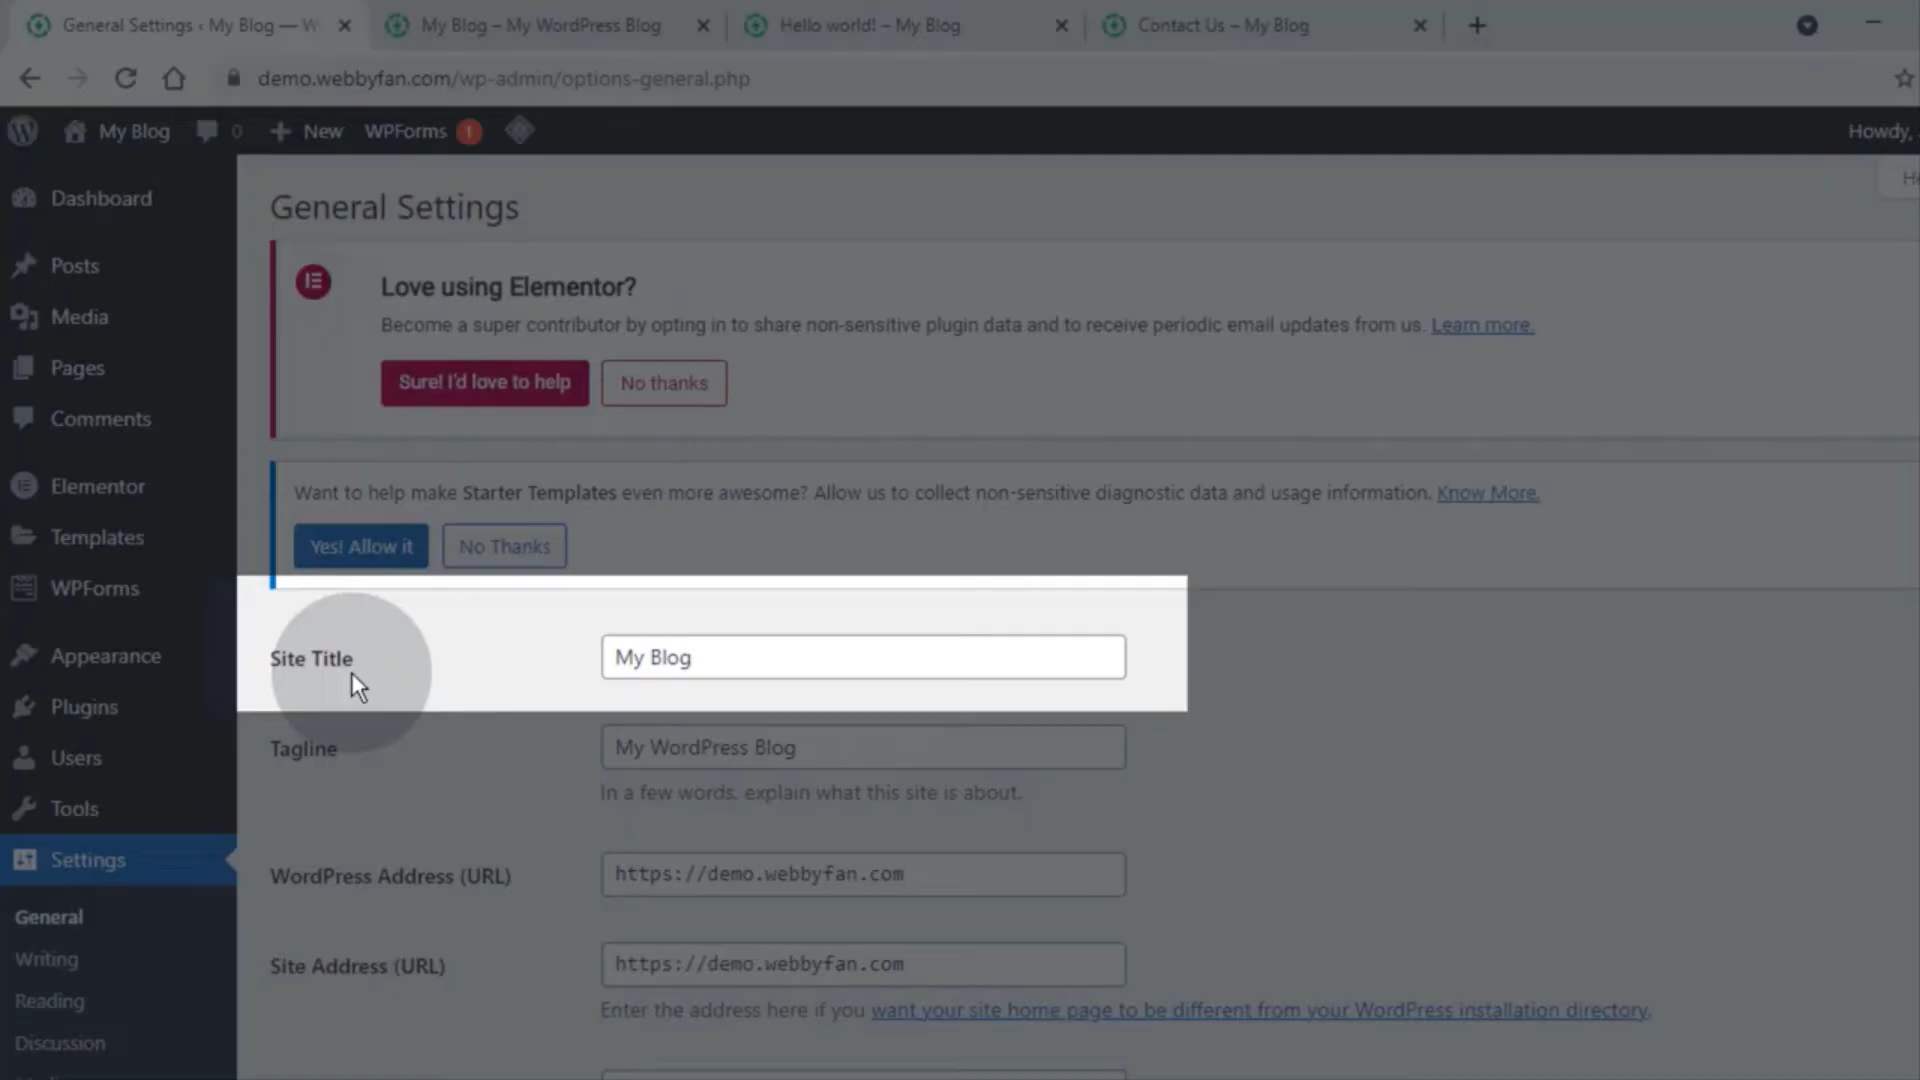 General Settings ‹ My Blog — W
My Blog – My WordPress Blog
Hello world! – My Blog
Contact Us – My Blog
demo.webbyfan.com/wp-admin/options-general.php
My Blog
0
New
WPForms
1
Howdy,
Dashboard
Posts
Media
Pages
Comments
Elementor
Templates
WPForms
Appearance
Plugins
Users
Tools
Settings
General
Writing
Reading
Discussion
He
General Settings
Love using Elementor?
Become a super contributor by opting in to share non-sensitive plugin data and to receive periodic email updates from us. Learn more.
Sure! I'd love to help
No thanks
Want to help make Starter Templates even more awesome? Allow us to collect non-sensitive diagnostic data and usage information. Know More.
Yes! Allow it
No Thanks
Site Title
My Blog
Tagline
My WordPress Blog
In a few words, explain what this site is about.
WordPress Address (URL)
https://demo.webbyfan.com
Site Address (URL)
https://demo.webbyfan.com
Enter the address here if you want your site home page to be different from your WordPress installation directory.